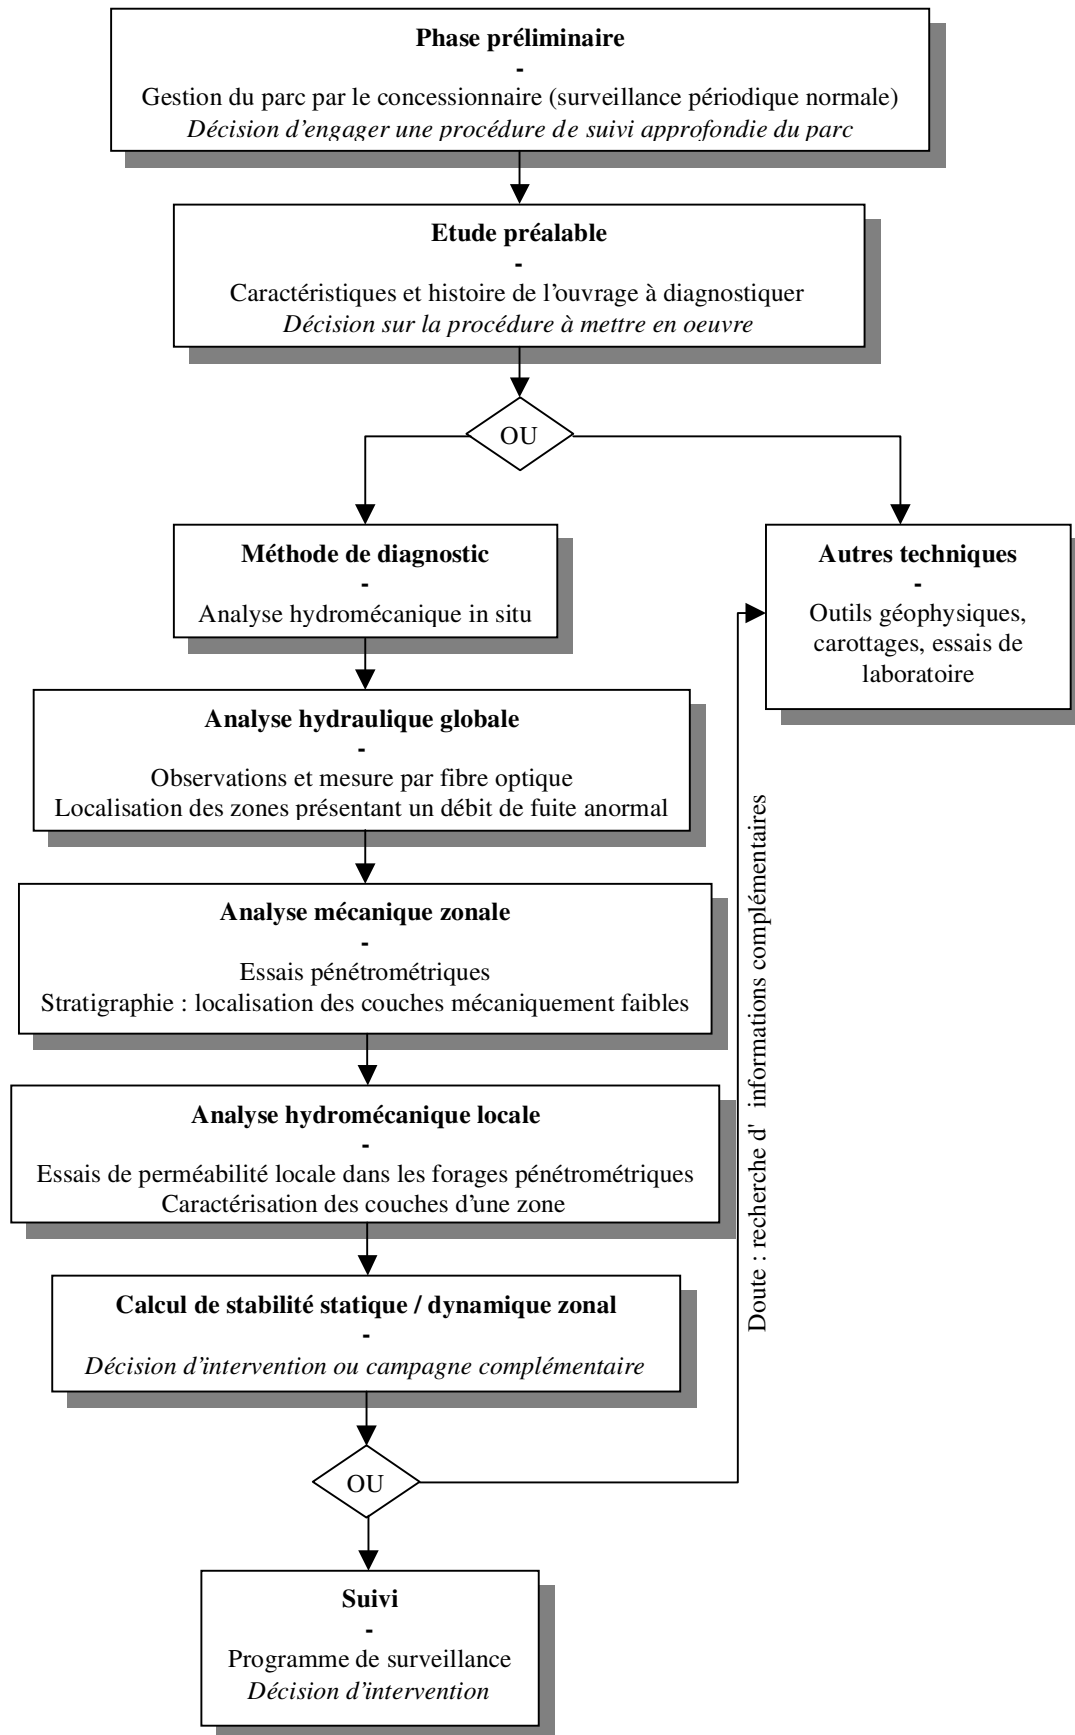 Phase préliminaire
-
Gestion du parc par le concessionnaire (surveillance périodique normale)
Décision d’engager une procédure de suivi approfondie du parc
Etude préalable
-
Caractéristiques et histoire de l’ouvrage à diagnostiquer
Décision sur la procédure à mettre en oeuvre
OU
Méthode de diagnostic
-
Analyse hydromécanique in situ
Autres techniques
-
Outils géophysiques,
carottages, essais de
laboratoire
Analyse hydraulique globale
-
Observations et mesure par fibre optique
Localisation des zones présentant un débit de fuite anormal
Analyse mécanique zonale
-
Essais pénétrométriques
Stratigraphie : localisation des couches mécaniquement faibles
Analyse hydromécanique locale
-
Essais de perméabilité locale dans les forages pénétrométriques
Caractérisation des couches d’une zone
Doute : recherche d' informations complémentaires
Calcul de stabilité statique / dynamique zonal
-
Décision d’intervention ou campagne complémentaire
OU
Suivi
-
Programme de surveillance
Décision d’intervention